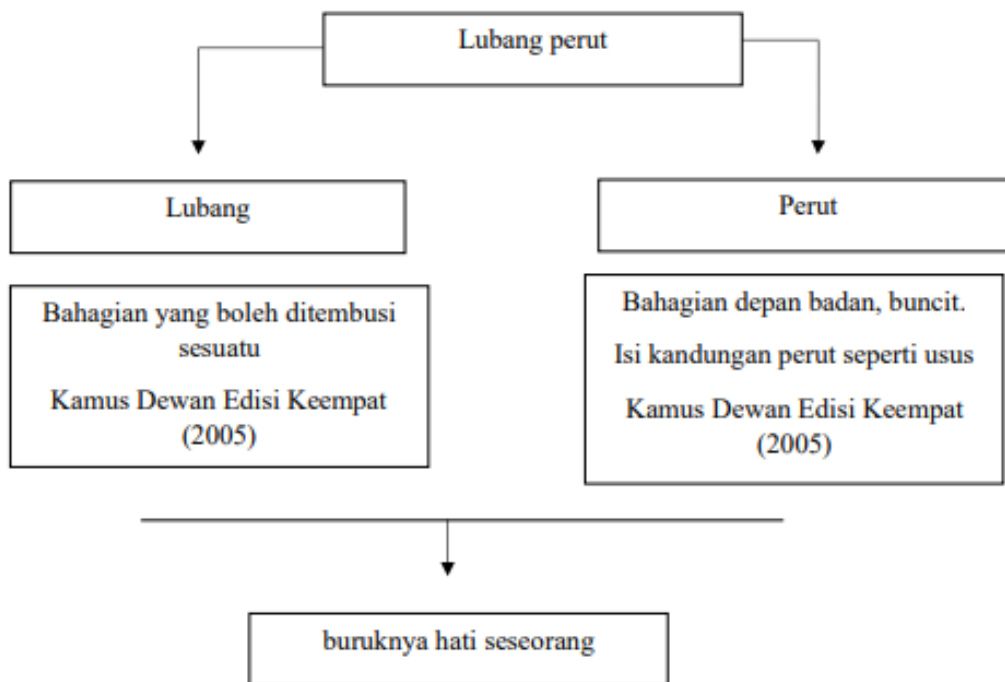 Lubang perut
Lubang
Perut
Bahagian yang boleh ditembusi
sesuatu
Kamus Dewan Edisi Keempat
(2005)
Bahagian depan badan, buncit.
Isi kandungan perut seperti usus
Kamus Dewan Edisi Keempat
(2005)
buruknya hati seseorang